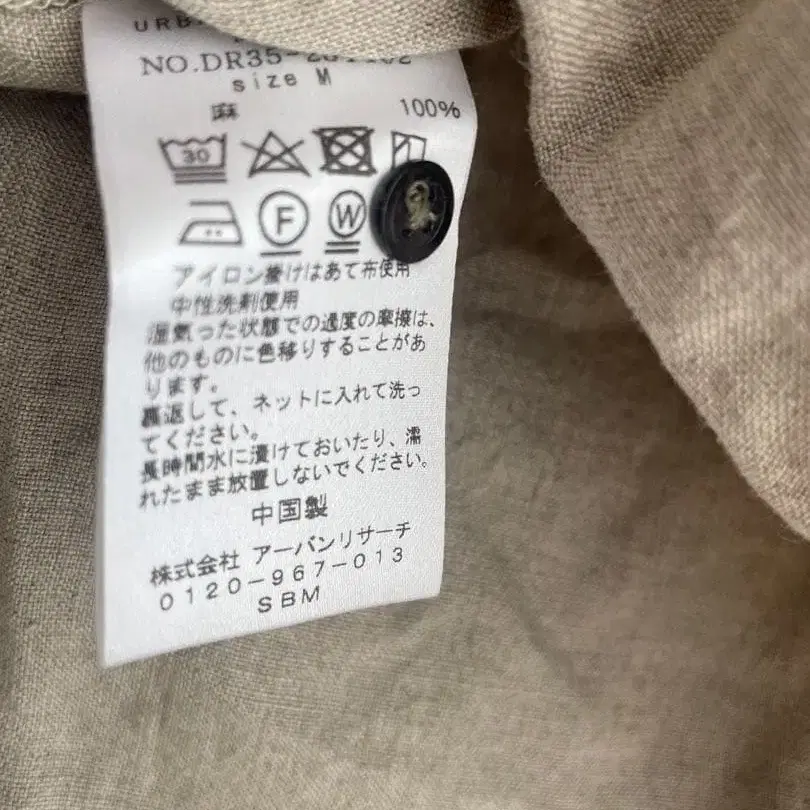 NO.DR35-
size M
麻 100%
30
F W
アイロン掛けはあて布使用
中性洗剤使用
湿気った状態での過度の摩擦は、
他のものに色移りすることがあ
ります。
裏返して、ネットに入れて洗っ
てください。
長時間水に漬けておいたり、濡
れたまま放置しないでください。
中国製
株式会社 アーバンリサーチ
0120-967-013
SBM